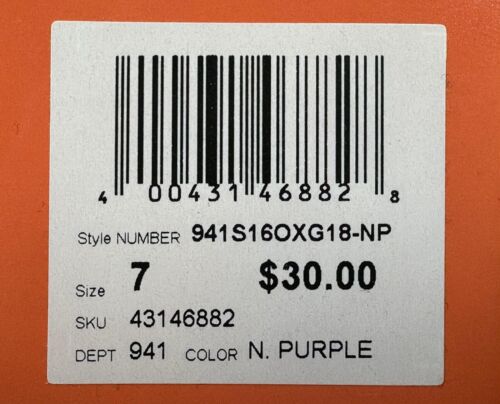 4 00431 46882 8
Style NUMBER 941S16OXG18-NP
Size 7 $30.00
SKU 43146882
DEPT 941 COLOR N. PURPLE